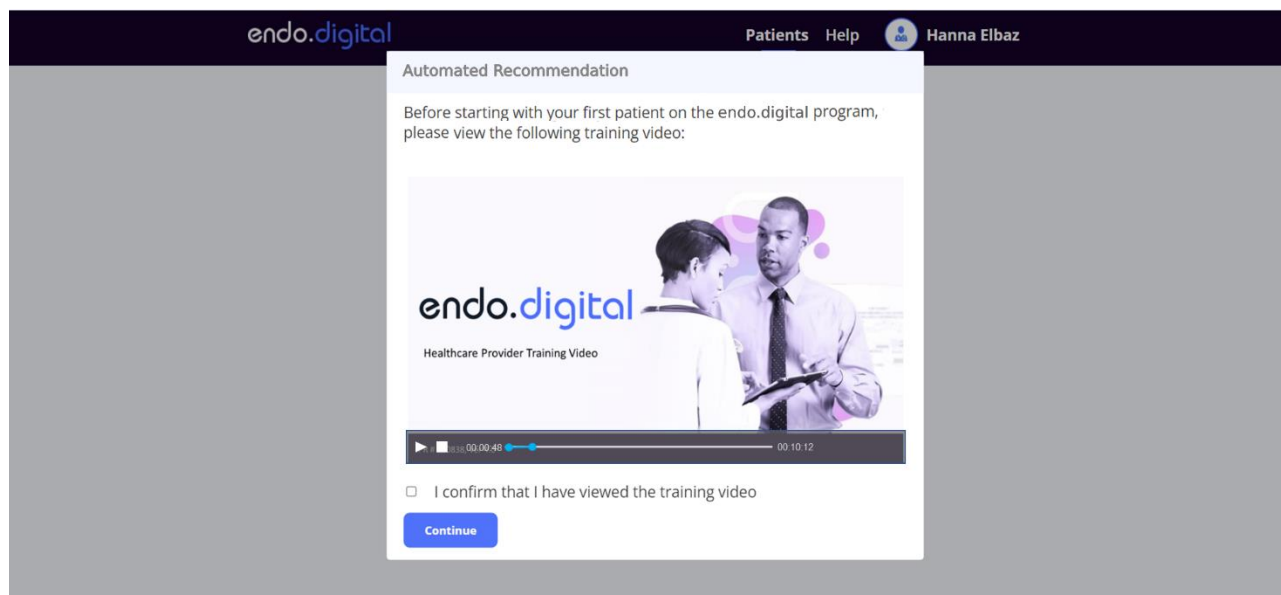 endo.digital
Patients Help Hanna Elbaz
Automated Recommendation
Before starting with your first patient on the endo.digital program,
please view the following training video:
endo.digital
Healthcare Provider Training Video
00:00:48 00:10:12
I confirm that I have viewed the training video
Continue